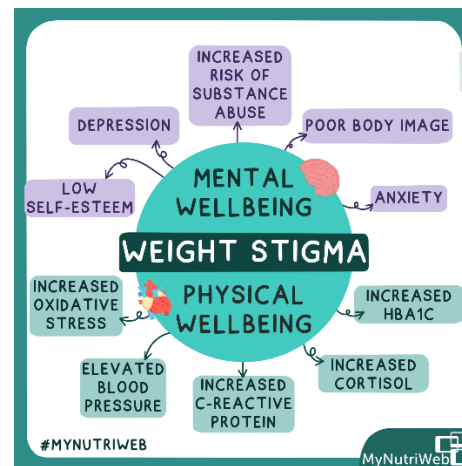 INCREASED
RISK OF
SUBSTANCE
ABUSE
DEPRESSION
POOR BODY IMAGE
LOW
SELF-ESTEEM
MENTAL
WELLBEING
ANXIETY
WEIGHT STIGMA
INCREASED
OXIDATIVE
STRESS
PHYSICAL
WELLBEING
INCREASED
HBA1C
ELEVATED
BLOOD
PRESSURE
INCREASED
C-REACTIVE
PROTEIN
INCREASED
CORTISOL
#MYNUTRIWEB
MyNutriWeb